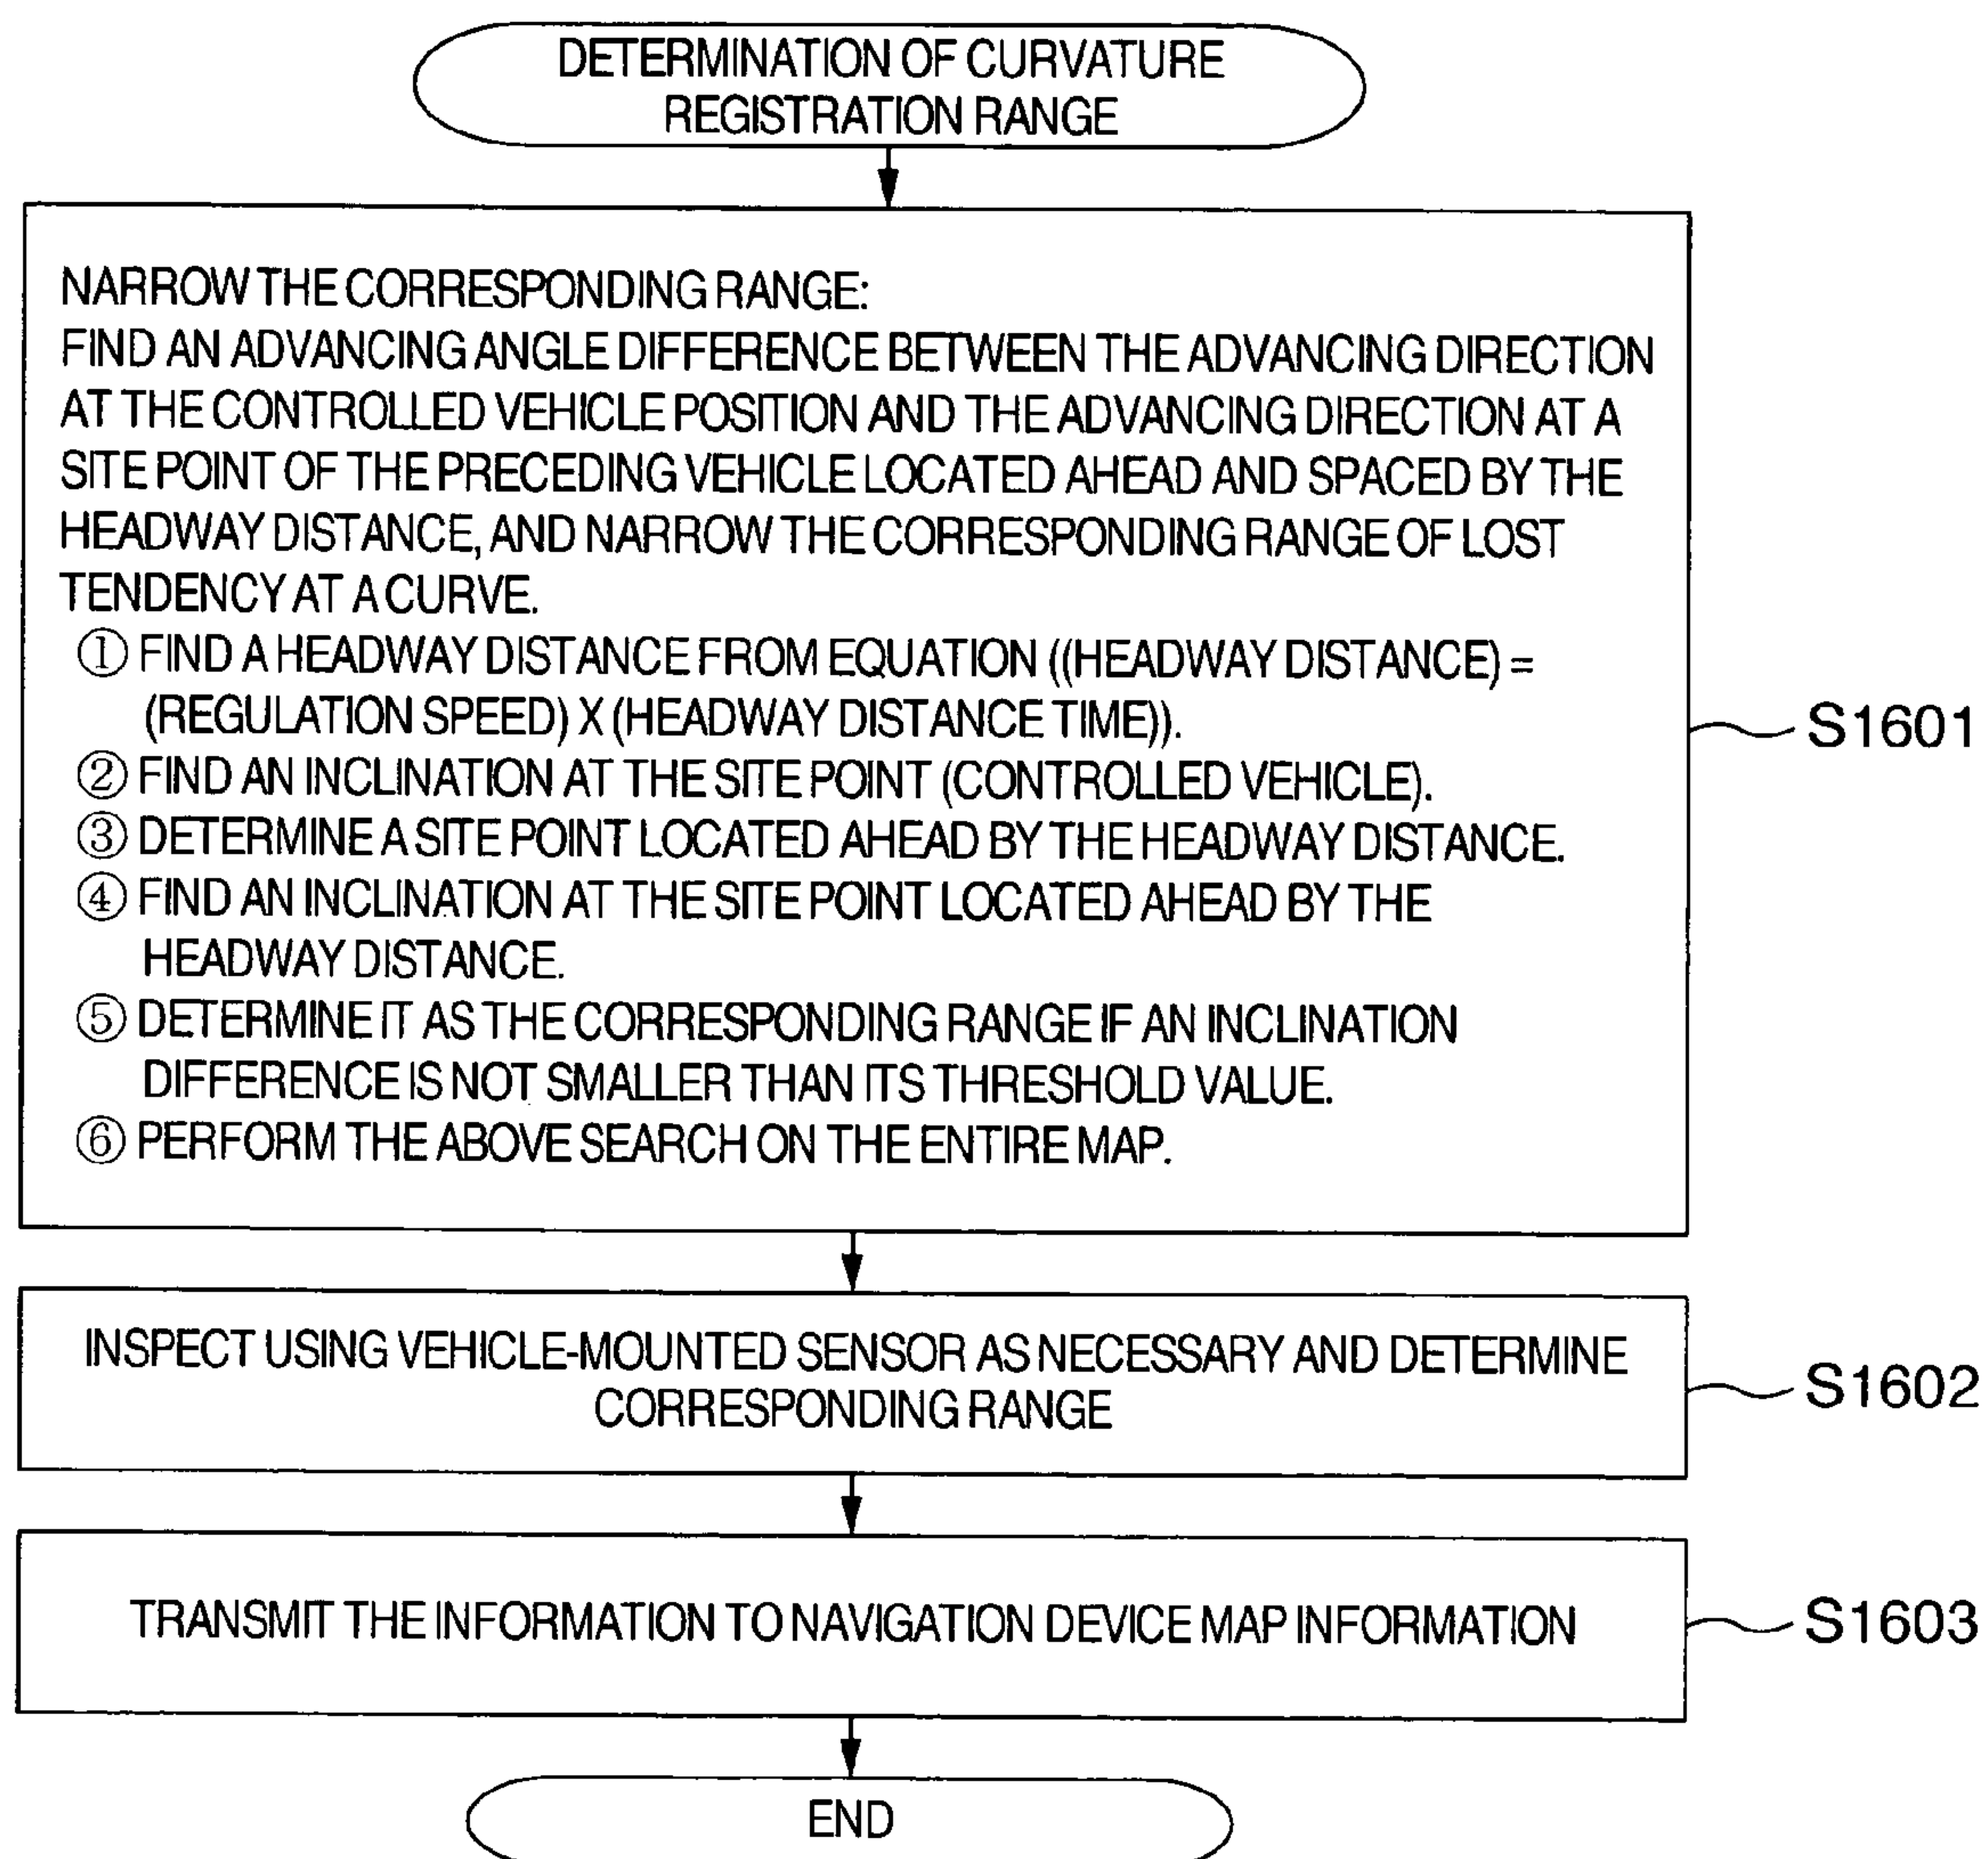 DETERMINATION OF CURVATURE
REGISTRATION RANGE
NARROW THE CORRESPONDING RANGE:
FIND AN ADVANCING ANGLE DIFFERENCE BETWEEN THE ADVANCING DIRECTION
AT THE CONTROLLED VEHICLE POSITION AND THE ADVANCING DIRECTION AT A
SITE POINT OF THE PRECEDING VEHICLE LOCATED AHEAD AND SPACED BY THE
HEADWAY DISTANCE, AND NARROW THE CORRESPONDING RANGE OF LOST
TENDENCY AT A CURVE.
① FIND A HEADWAY DISTANCE FROM EQUATION ((HEADWAY DISTANCE) =
(REGULATION SPEED) X (HEADWAY DISTANCE TIME)).
② FIND AN INCLINATION AT THE SITE POINT (CONTROLLED VEHICLE).
③ DETERMINE A SITE POINT LOCATED AHEAD BY THE HEADWAY DISTANCE.
④ FIND AN INCLINATION AT THE SITE POINT LOCATED AHEAD BY THE
HEADWAY DISTANCE.
⑤ DETERMINE IT AS THE CORRESPONDING RANGE IF AN INCLINATION
DIFFERENCE IS NOT SMALLER THAN ITS THRESHOLD VALUE.
⑥ PERFORM THE ABOVE SEARCH ON THE ENTIRE MAP.
S1601
INSPECT USING VEHICLE-MOUNTED SENSOR AS NECESSARY AND DETERMINE
CORRESPONDING RANGE
S1602
TRANSMIT THE INFORMATION TO NAVIGATION DEVICE MAP INFORMATION
S1603
END